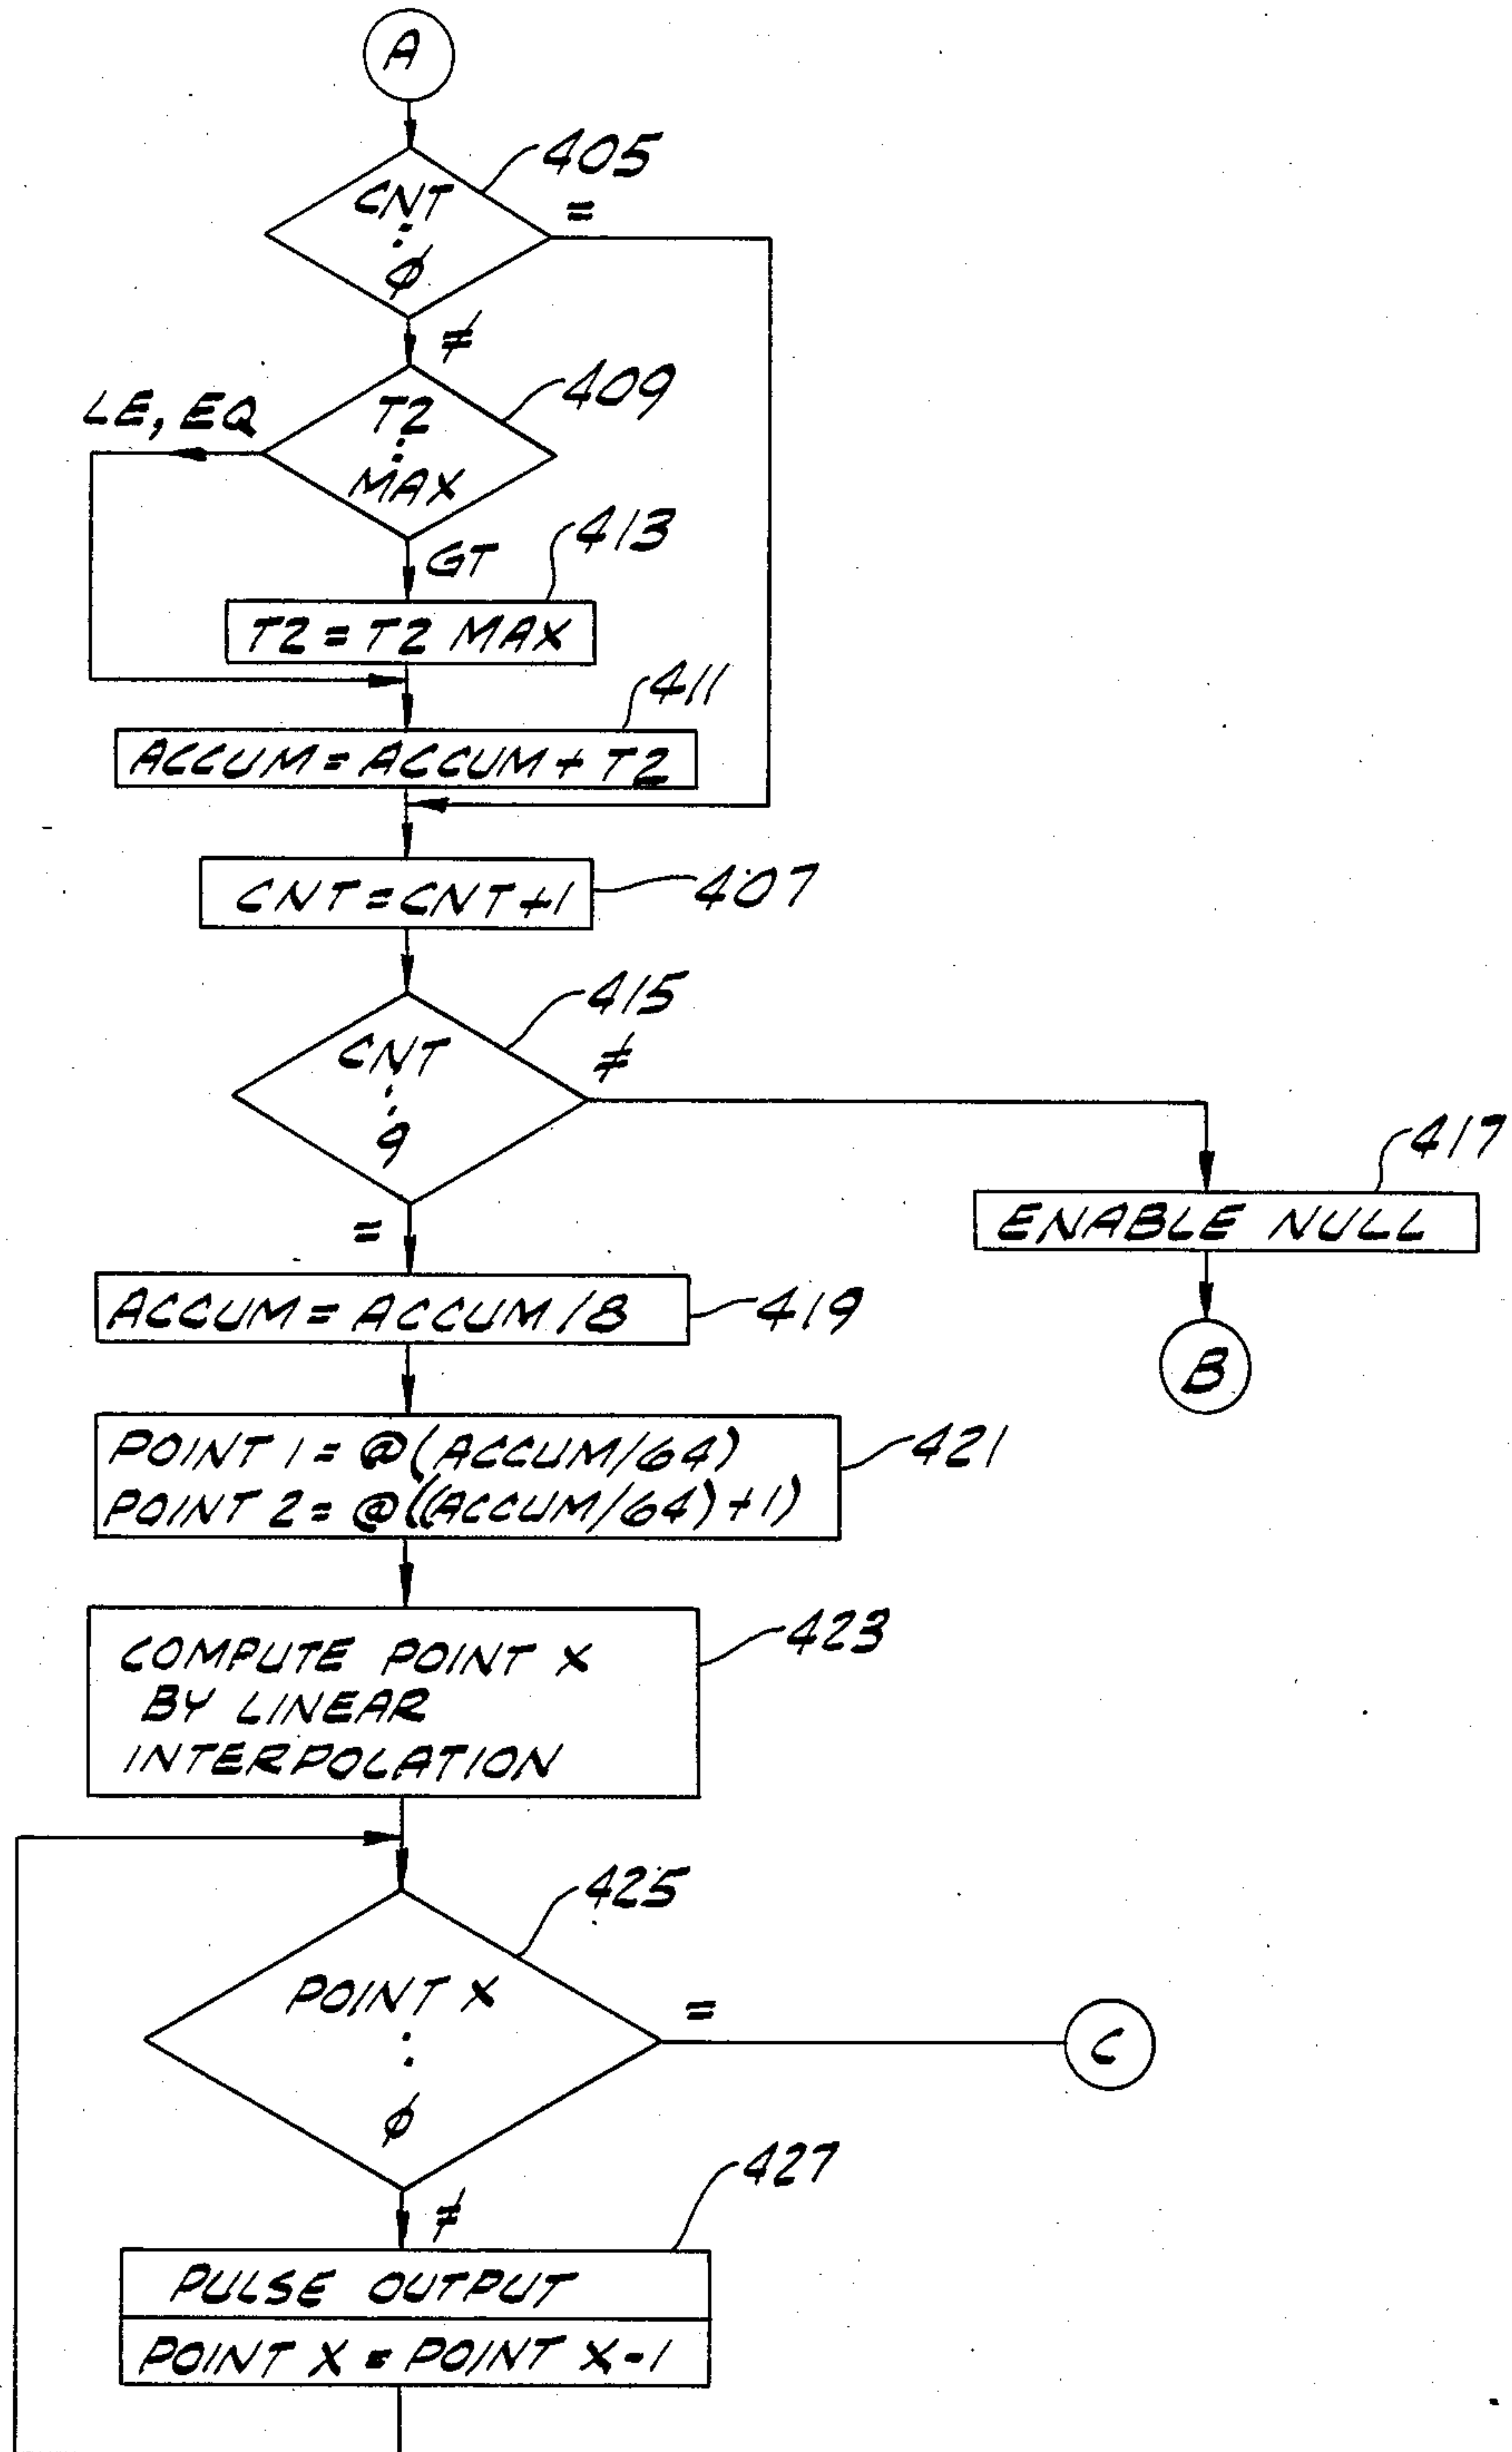 A
405
CNT
:
φ
=
≠
409
LE, EQ
T2
:
MAX
413
GT
T2 = T2 MAX
411
ACCUM = ACCUM + T2
CNT = CNT + 1
407
415
CNT
:
9
≠
417
ENABLE NULL
=
B
ACCUM = ACCUM / 8
419
POINT 1 = @(ACCUM/64)
POINT 2 = @((ACCUM/64)+1)
421
COMPUTE POINT X
BY LINEAR
INTERPOLATION
423
425
POINT X
:
φ
=
C
≠
427
PULSE OUTPUT
POINT X = POINT X - 1